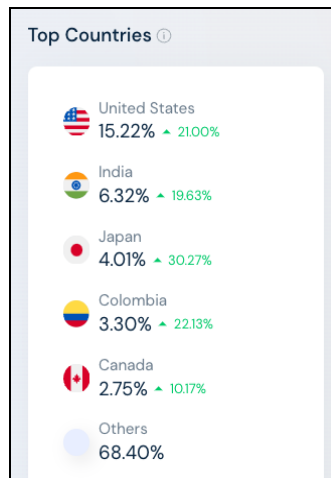 Top Countries
United States
15.22% 21.00%
India
6.32% 19.63%
Japan
4.01% 30.27%
Colombia
3.30% 22.13%
Canada
2.75% 10.17%
Others
68.40%